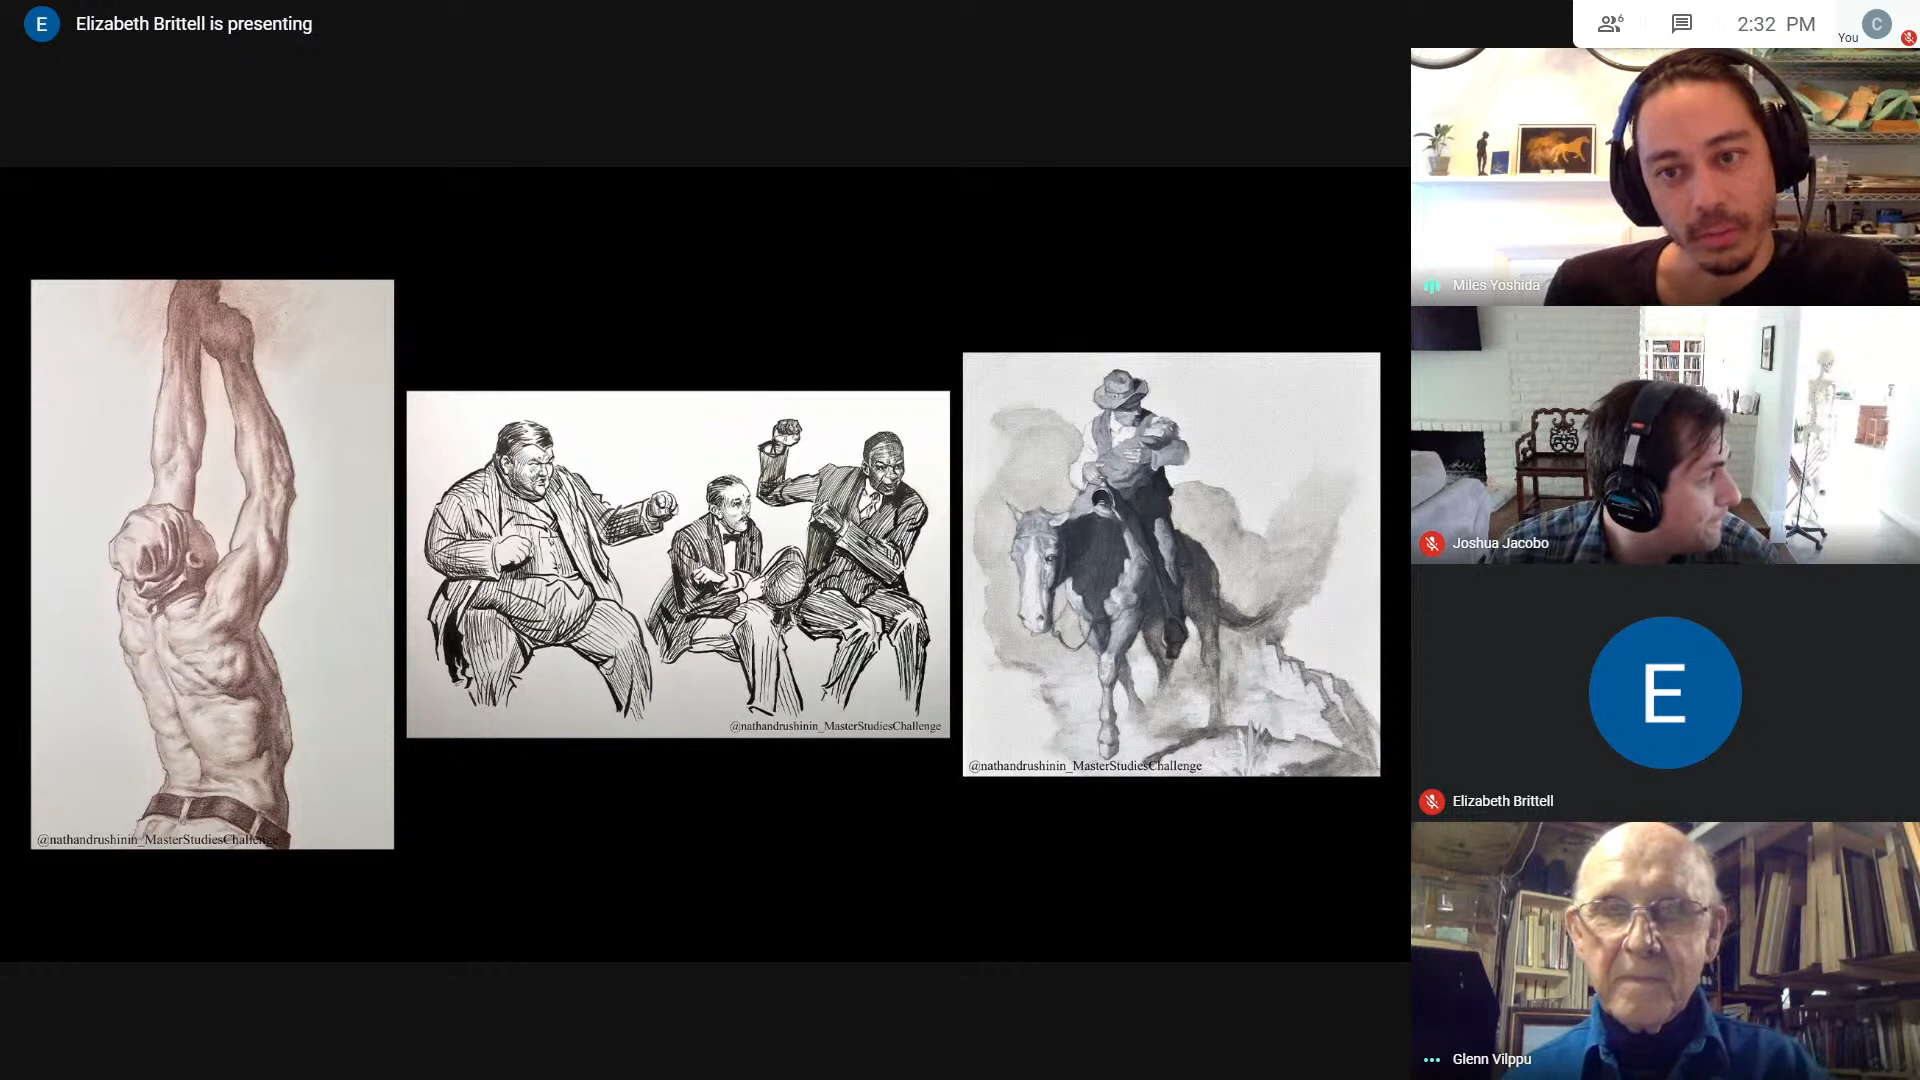 E
Elizabeth Brittell is presenting
6
2:32 PM
You
C
Miles Yoshida
Joshua Jacobo
E
Elizabeth Brittell
Glenn Vilppu
@nathandrushinin_MasterStudiesChallenge
@nathandrushinin_MasterStudiesChallenge
@nathandrushinin_MasterStudiesChallenge